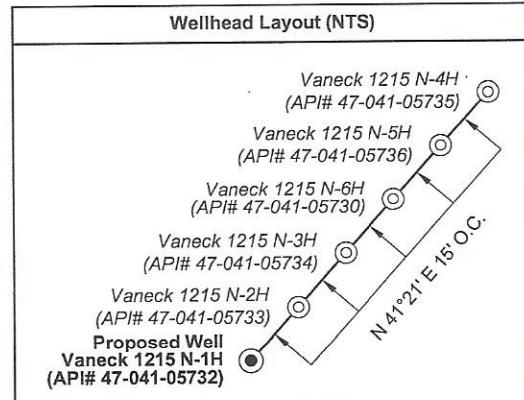 Wellhead Layout (NTS)
Vaneck 1215 N-4H
(API# 47-041-05735)
Vaneck 1215 N-5H
(API# 47-041-05736)
Vaneck 1215 N-6H
(API# 47-041-05730)
Vaneck 1215 N-3H
(API# 47-041-05734)
Vaneck 1215 N-2H
(API# 47-041-05733)
Proposed Well
Vaneck 1215 N-1H
(API# 47-041-05732)
N 41°21' E 15' O.C.